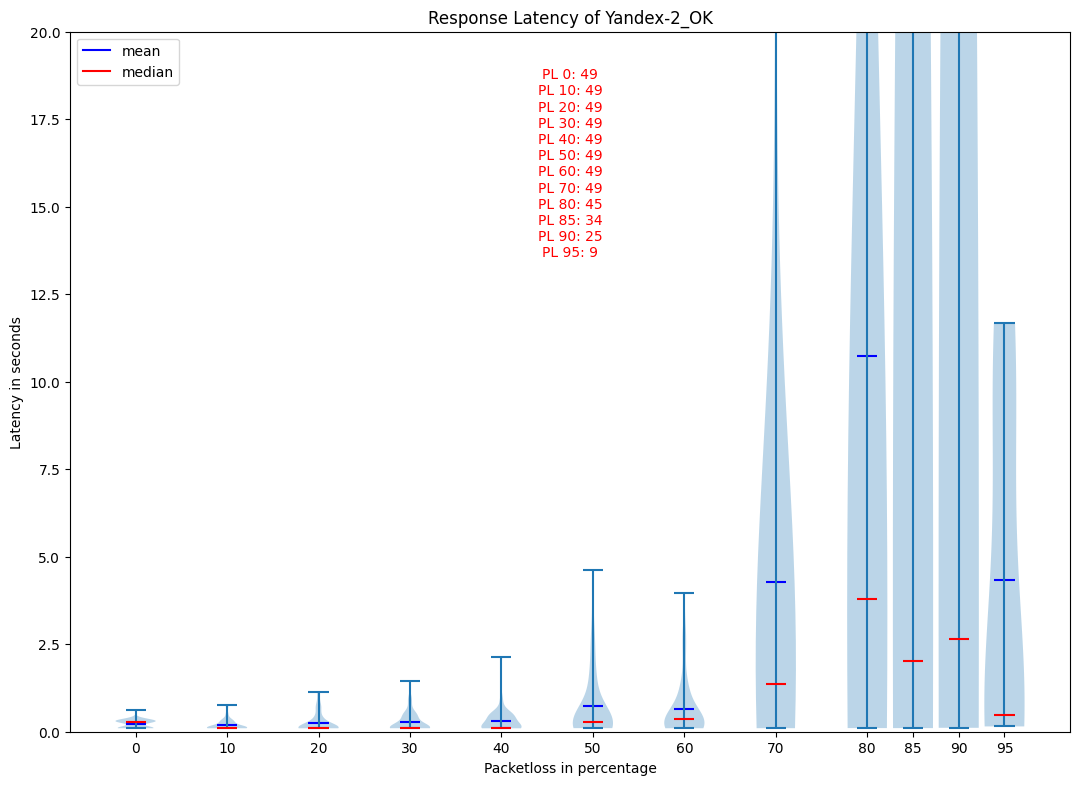 Response Latency of Yandex-2_OK
mean
median
PL 0: 49
PL 10: 49
PL 20: 49
PL 30: 49
PL 40: 49
PL 50: 49
PL 60: 49
PL 70: 49
PL 80: 45
PL 85: 34
PL 90: 25
PL 95: 9
Latency in seconds
20.0
17.5
15.0
12.5
10.0
7.5
5.0
2.5
0.0
0 10 20 30 40 50 60 70 80 85 90 95
Packetloss in percentage